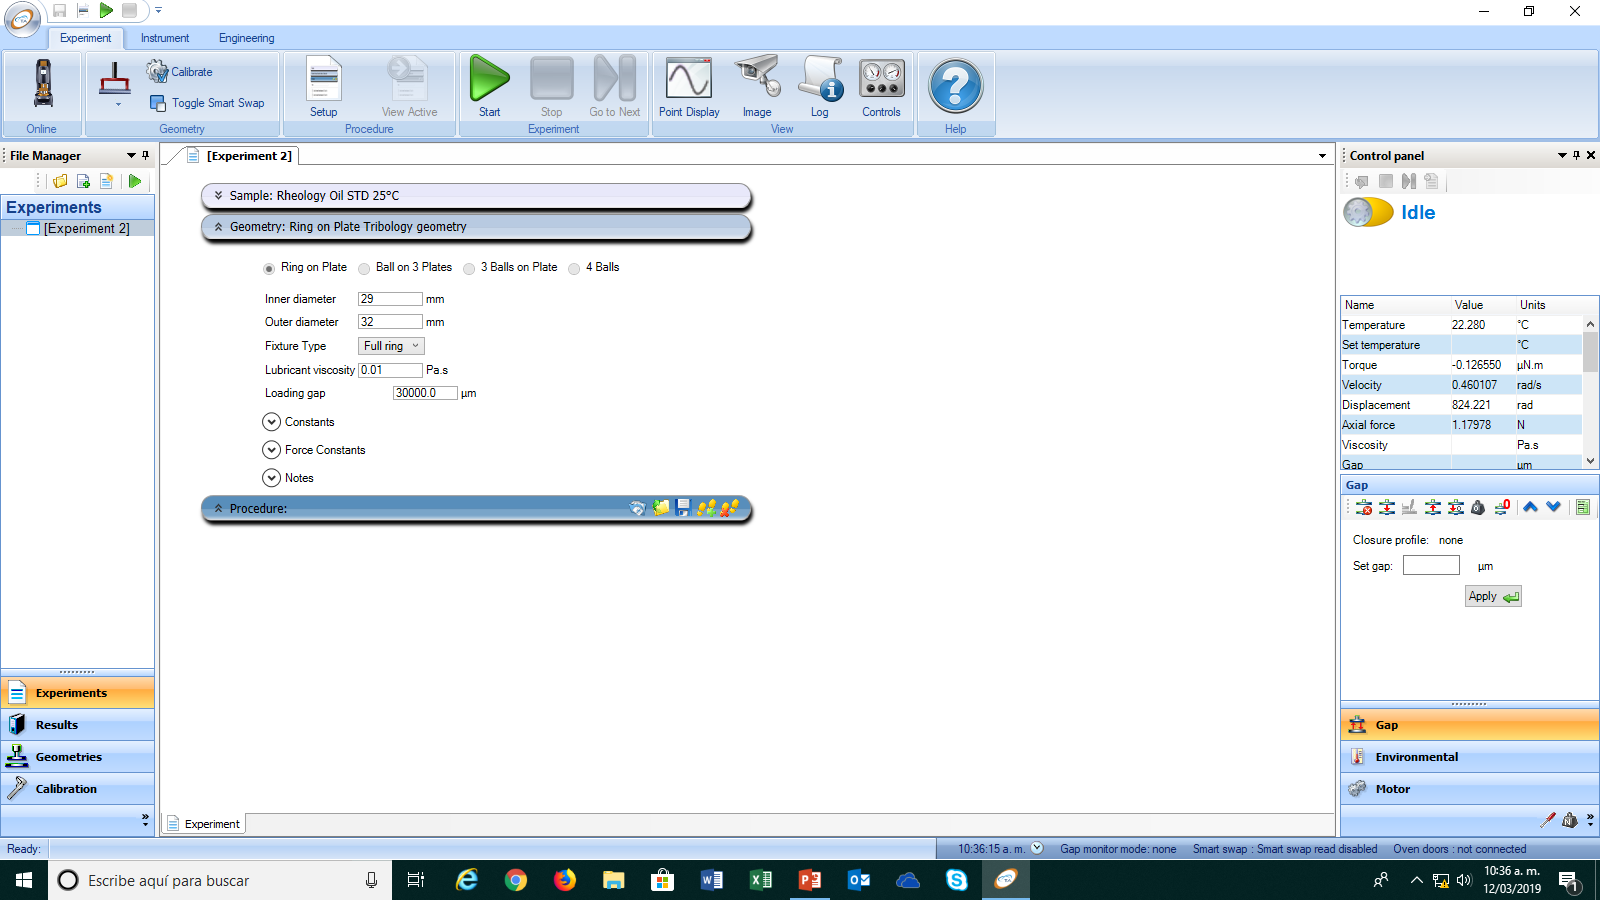 Experiment Instrument Engineering
Calibrate
Toggle Smart Swap
Setup View Active Start Stop Go to Next Point Display Image Log Controls
Online Geometry Procedure Experiment View Help
File Manager
Experiments
[Experiment 2]
Experiments
Results
Geometries
Calibration
[Experiment 2]
Sample: Rheology Oil STD 25°C
Geometry: Ring on Plate Tribology geometry
Ring on Plate Ball on 3 Plates 3 Balls on Plate 4 Balls
Inner diameter 29 mm
Outer diameter 32 mm
Fixture Type Full ring
Lubricant viscosity 0.01 Pa.s
Loading gap 30000.0 µm
Constants
Force Constants
Notes
Procedure:
Experiment
Control panel
Idle
Name Value Units
Temperature 22.280 °C
Set temperature °C
Torque -0.126550 µN.m
Velocity 0.460107 rad/s
Displacement 824.221 rad
Axial force 1.17978 N
Viscosity Pa.s
Gap µm
Gap
Closure profile: none
Set gap: µm
Apply
Gap
Environmental
Motor
Ready: 10:36:15 a. m. Gap monitor mode: none Smart swap : Smart swap read disabled Oven doors : not connected
Escribe aquí para buscar
10:36 a. m.
12/03/2019
1